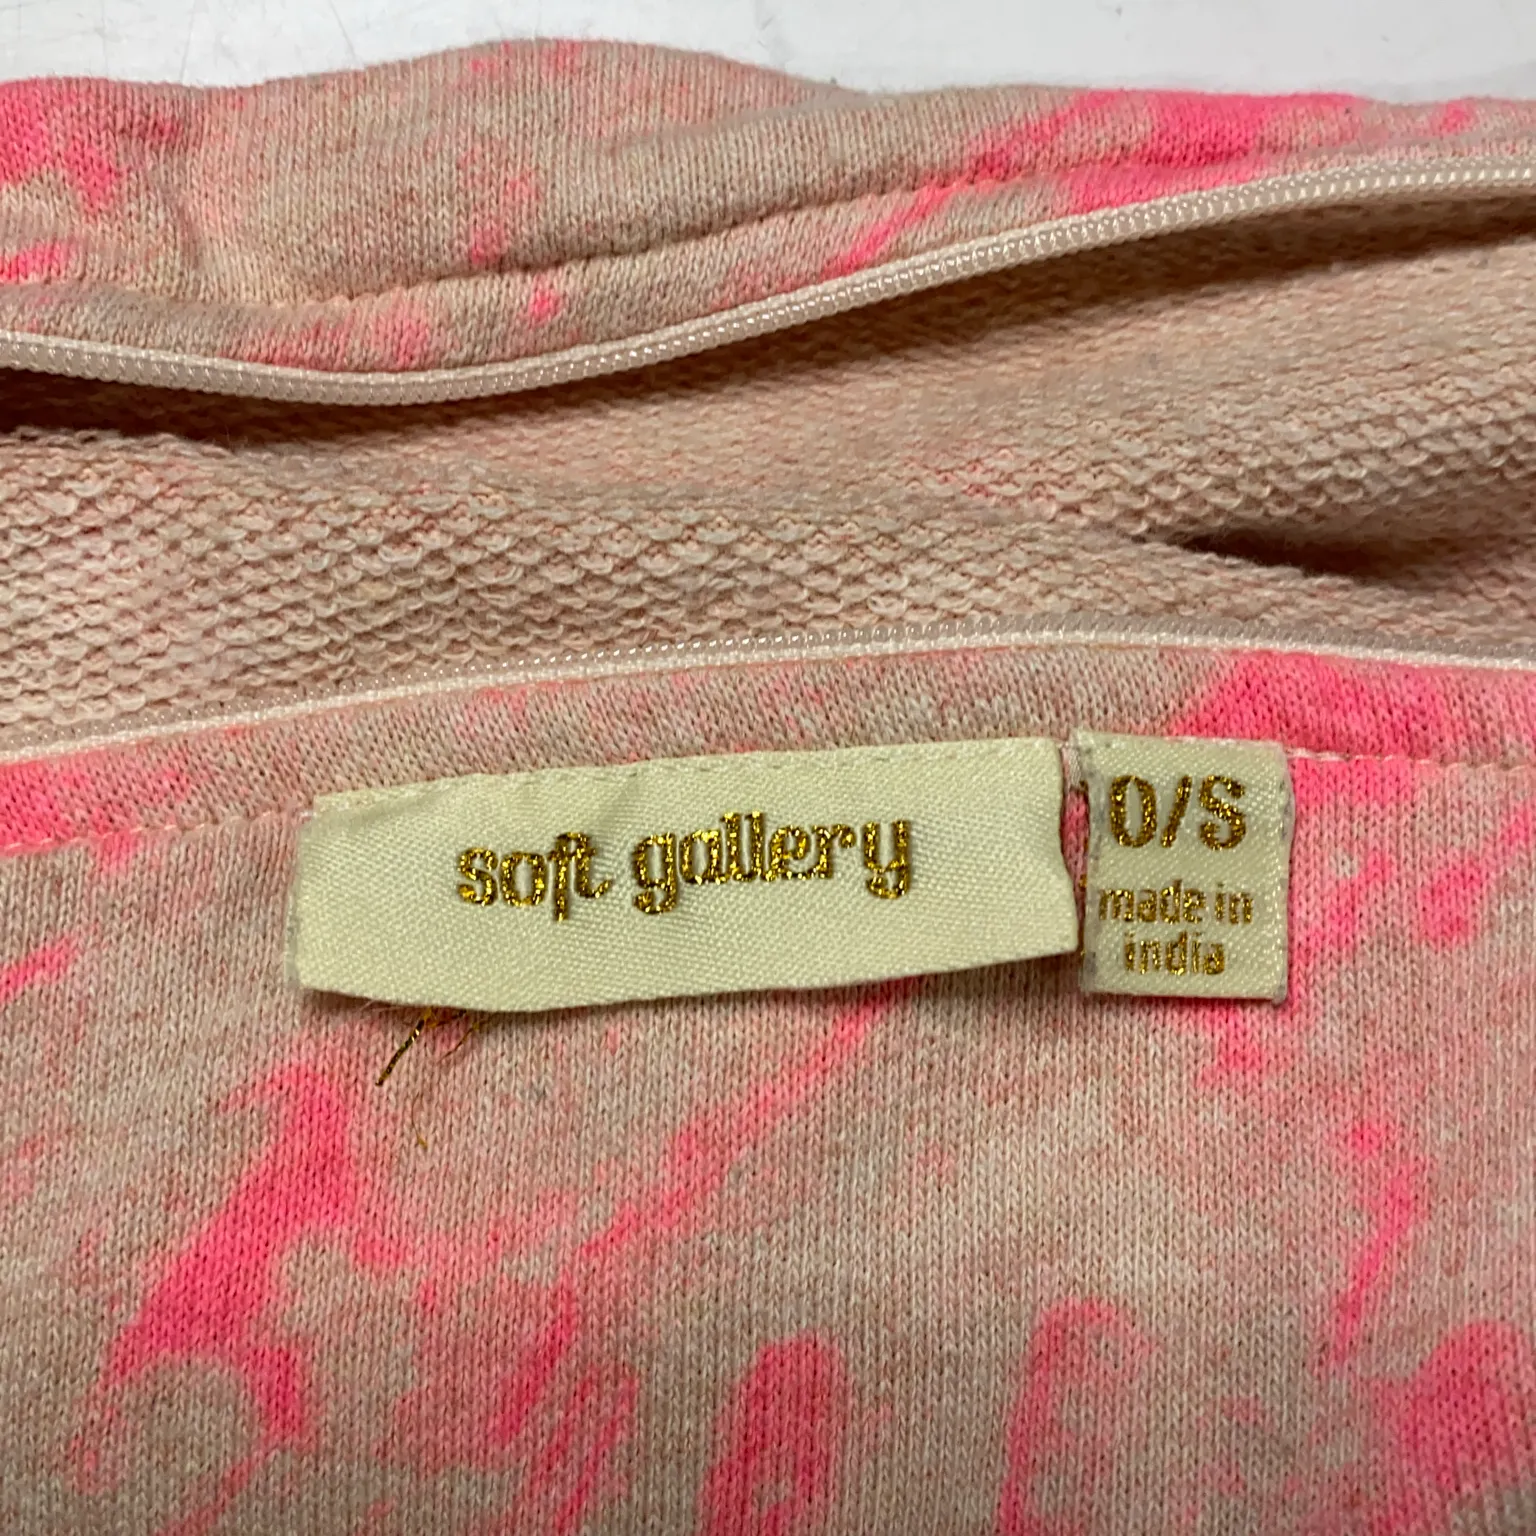 soft gallery
O/S
made in
india